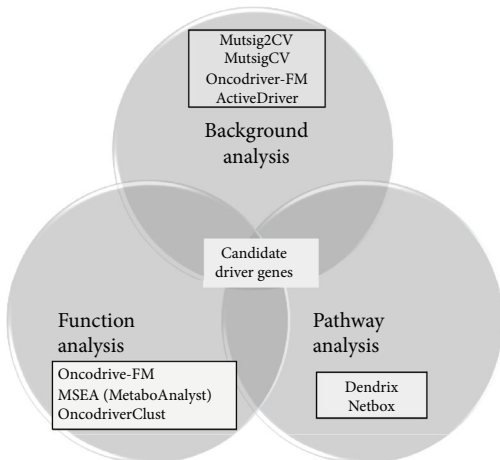 Mutsig2CV
MutsigCV
Oncodriver-FM
ActiveDriver
Background
analysis
Candidate
driver genes
Function
analysis
Oncodrive-FM
MSEA (MetaboAnalyst)
OncodriverClust
Pathway
analysis
Dendrix
Netbox